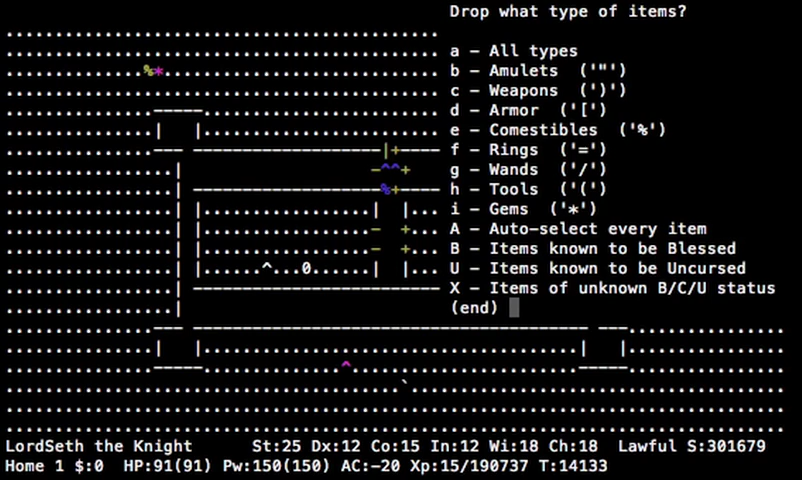 Drop what type of items?
a - All types
b - Amulets ('"')
c - Weapons (')')
d - Armor ('[')
e - Comestibles ('%')
f - Rings ('=')
g - Wands ('/')
h - Tools ('(')
i - Gems ('*')
A - Auto-select every item
B - Items known to be Blessed
U - Items known to be Uncursed
X - Items of unknown B/C/U status
(end)
LordSeth the Knight St:25 Dx:12 Co:15 In:12 Wi:18 Ch:18 Lawful S:301679
Home 1 $:0 HP:91(91) Pw:150(150) AC:-20 Xp:15/190737 T:14133